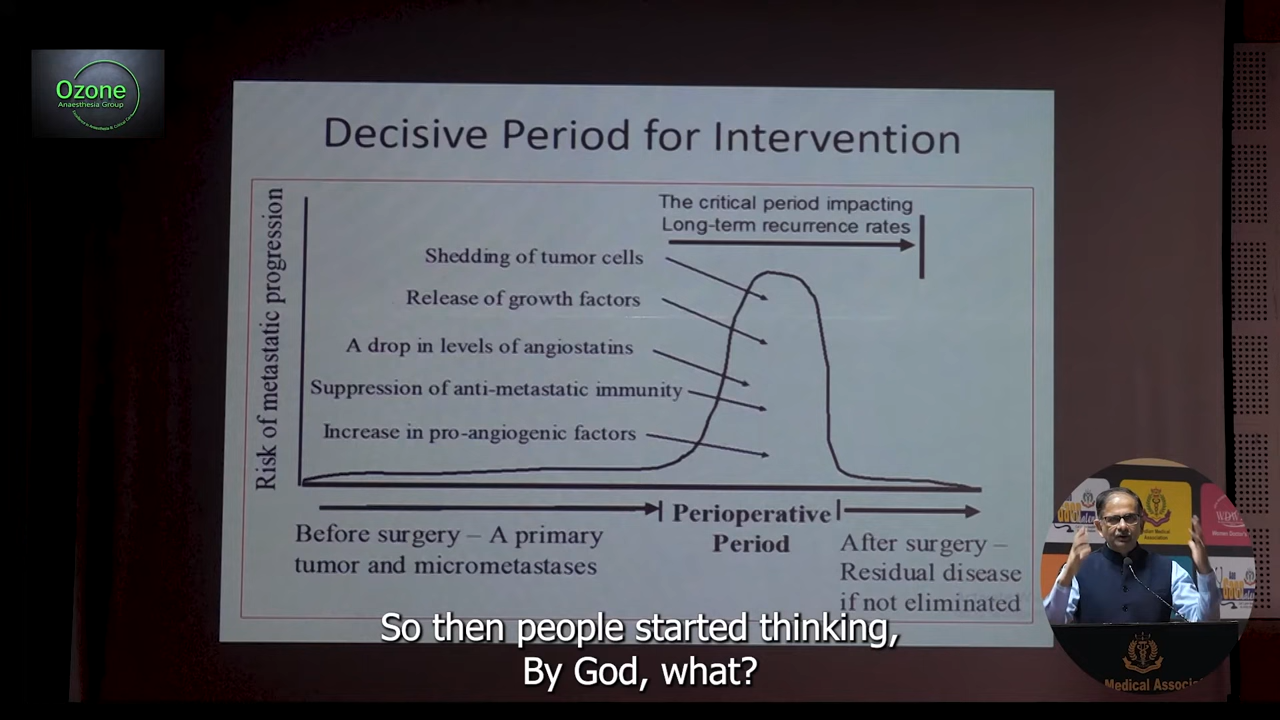 Ozone
Anaesthesia Group
Decisive Period for Intervention
Risk of metastatic progression
The critical period impacting
Long-term recurrence rates
Shedding of tumor cells
Release of growth factors
A drop in levels of angiostatins
Suppression of anti-metastatic immunity
Increase in pro-angiogenic factors
Before surgery – A primary
tumor and micrometastases
Perioperative
Period
After surgery –
Residual disease
if not eliminated
So then people started thinking,
By God, what?
Medical Associ